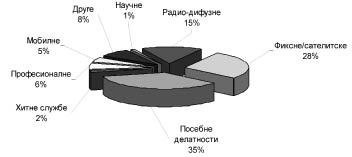 Научне
1%
Друге
8%
Радио-дифузне
15%
Мобилне
5%
Фиксне/сателитске
28%
Професионалне
6%
Хитне службе
2%
Посебне
делатности
35%